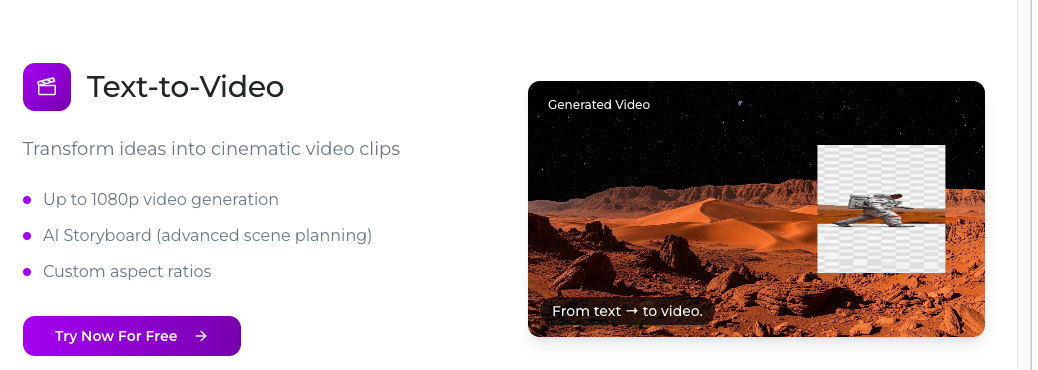 Text-to-Video
Transform ideas into cinematic video clips
Up to 1080p video generation
AI Storyboard (advanced scene planning)
Custom aspect ratios
Try Now For Free →
Generated Video
From text → to video.